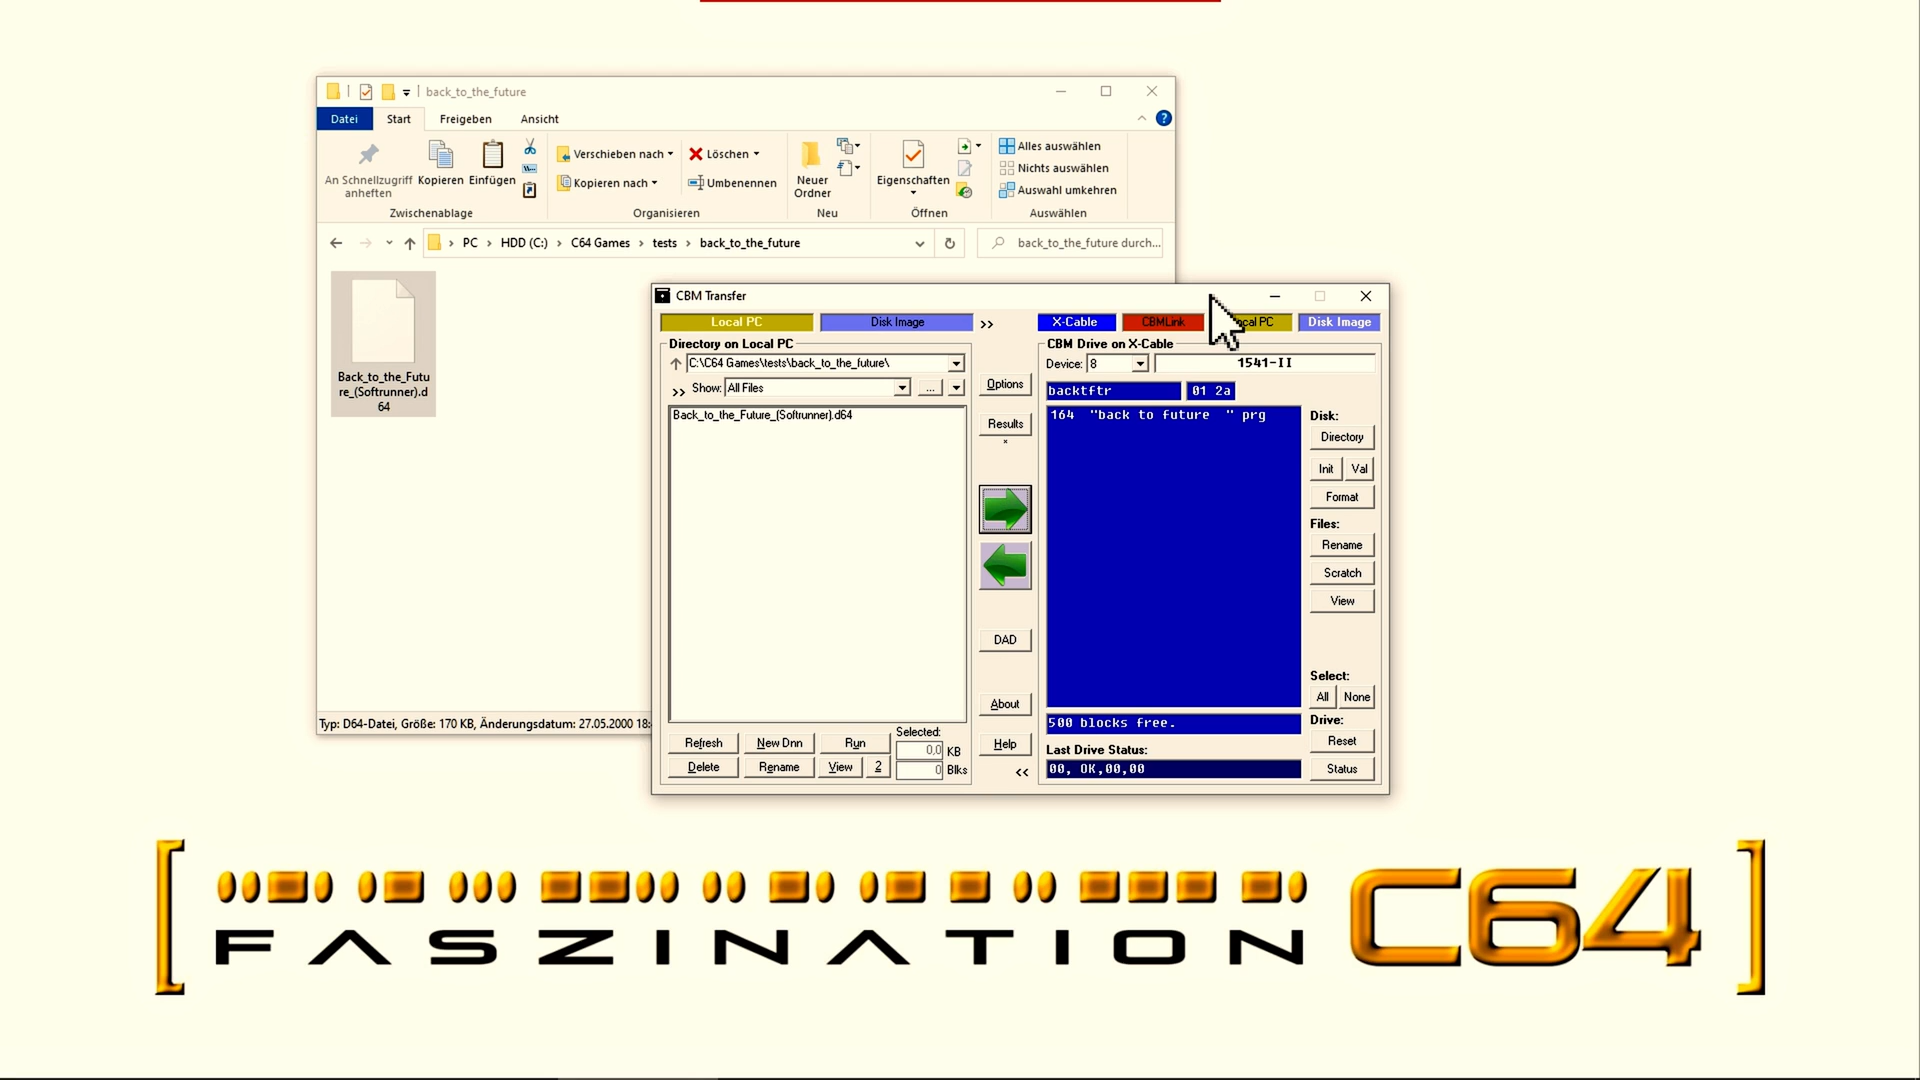 back_to_the_future
Datei Start Freigeben Ansicht
An Schnellzugriff anheften
Kopieren
Einfügen
Verschieben nach
Kopieren nach
Löschen
Umbenennen
Neuer Ordner
Eigenschaften
Alles auswählen
Nichts auswählen
Auswahl umkehren
Zwischenablage Organisieren Neu Öffnen Auswählen
PC › HDD (C:) › C64 Games › tests › back_to_the_future
back_to_the_future durch...
Back_to_the_Futu
re_(Softrunner).d
64
Typ: D64-Datei, Größe: 170 KB, Änderungsdatum: 27.05.2000 18:
CBM Transfer
Local PC Disk Image >>
Directory on Local PC
C:\C64 Games\tests\back_to_the_future\
>> Show: All Files ...
Back_to_the_Future_(Softrunner).d64
Refresh New Dnn Run
Delete Rename View 2
Selected:
0,0 KB
0 Blks
Options
Results
×
DAD
About
Help
<<
X-Cable CBMLink ocal PC Disk Image
CBM Drive on X-Cable
Device: 8 1541-II
backtftr 01 2a
164 "back to future " prg
500 blocks free.
Last Drive Status:
00, OK,00,00
Disk:
Directory
Init Val
Format
Files:
Rename
Scratch
View
Select:
All None
Drive:
Reset
Status
[ FASZINATION C64 ]